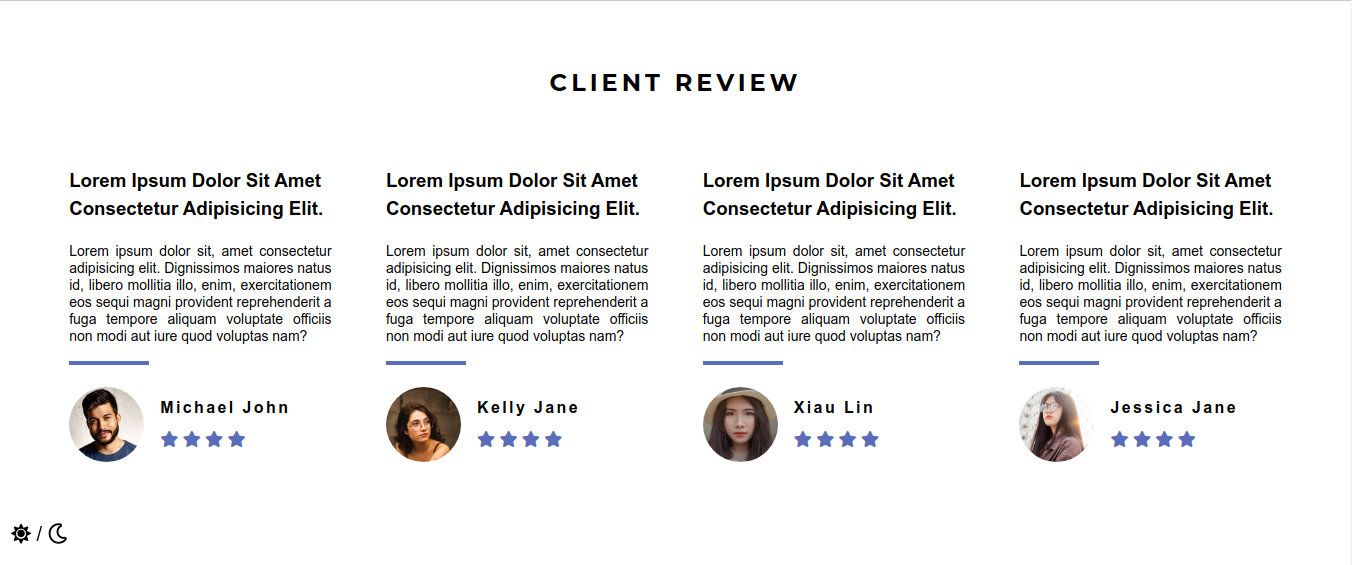 CLIENT REVIEW
Lorem Ipsum Dolor Sit Amet
Consectetur Adipisicing Elit.
Lorem ipsum dolor sit, amet consectetur
adipisicing elit. Dignissimos maiores natus
id, libero mollitia illo, enim, exercitationem
eos sequi magni provident reprehenderit a
fuga tempore aliquam voluptate officiis
non modi aut iure quod voluptas nam?
Michael John
Lorem Ipsum Dolor Sit Amet
Consectetur Adipisicing Elit.
Lorem ipsum dolor sit, amet consectetur
adipisicing elit. Dignissimos maiores natus
id, libero mollitia illo, enim, exercitationem
eos sequi magni provident reprehenderit a
fuga tempore aliquam voluptate officiis
non modi aut iure quod voluptas nam?
Kelly Jane
Lorem Ipsum Dolor Sit Amet
Consectetur Adipisicing Elit.
Lorem ipsum dolor sit, amet consectetur
adipisicing elit. Dignissimos maiores natus
id, libero mollitia illo, enim, exercitationem
eos sequi magni provident reprehenderit a
fuga tempore aliquam voluptate officiis
non modi aut iure quod voluptas nam?
Xiau Lin
Lorem Ipsum Dolor Sit Amet
Consectetur Adipisicing Elit.
Lorem ipsum dolor sit, amet consectetur
adipisicing elit. Dignissimos maiores natus
id, libero mollitia illo, enim, exercitationem
eos sequi magni provident reprehenderit a
fuga tempore aliquam voluptate officiis
non modi aut iure quod voluptas nam?
Jessica Jane
/